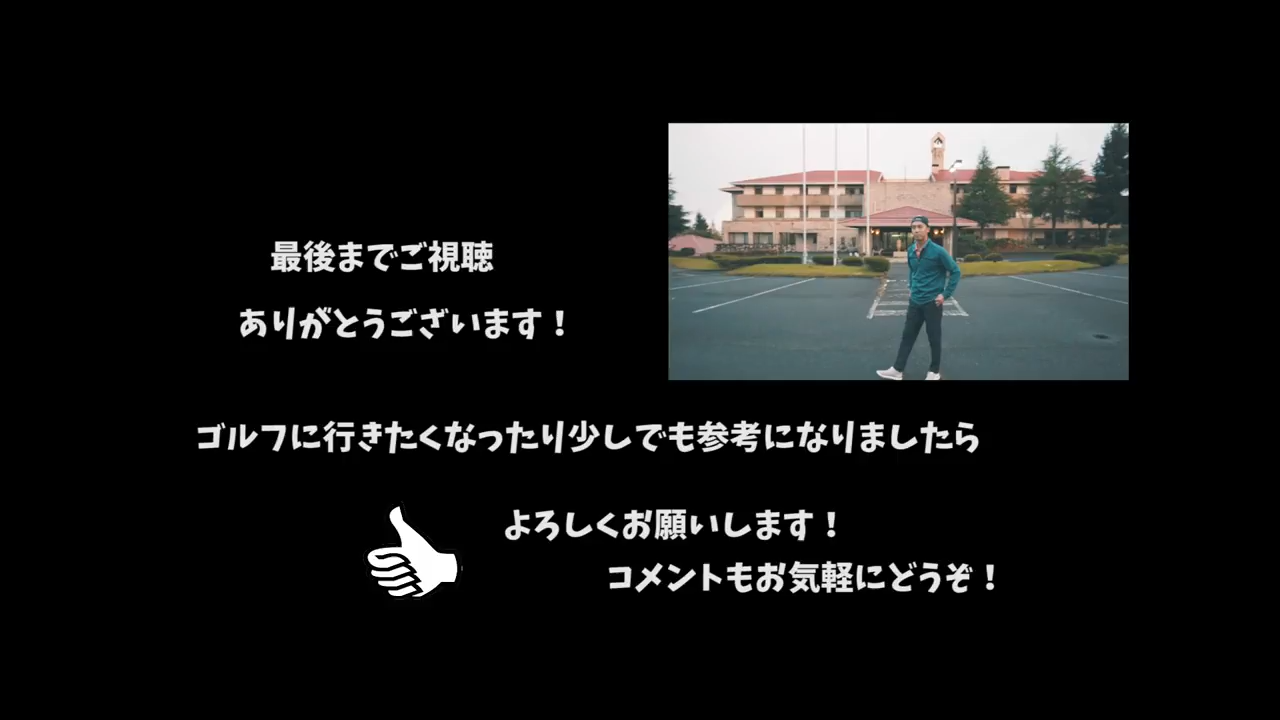 最後までご視聴
ありがとうございます！
ゴルフに行きたくなったり少しでも参考になりましたら
よろしくお願いします！
コメントもお気軽にどうぞ！